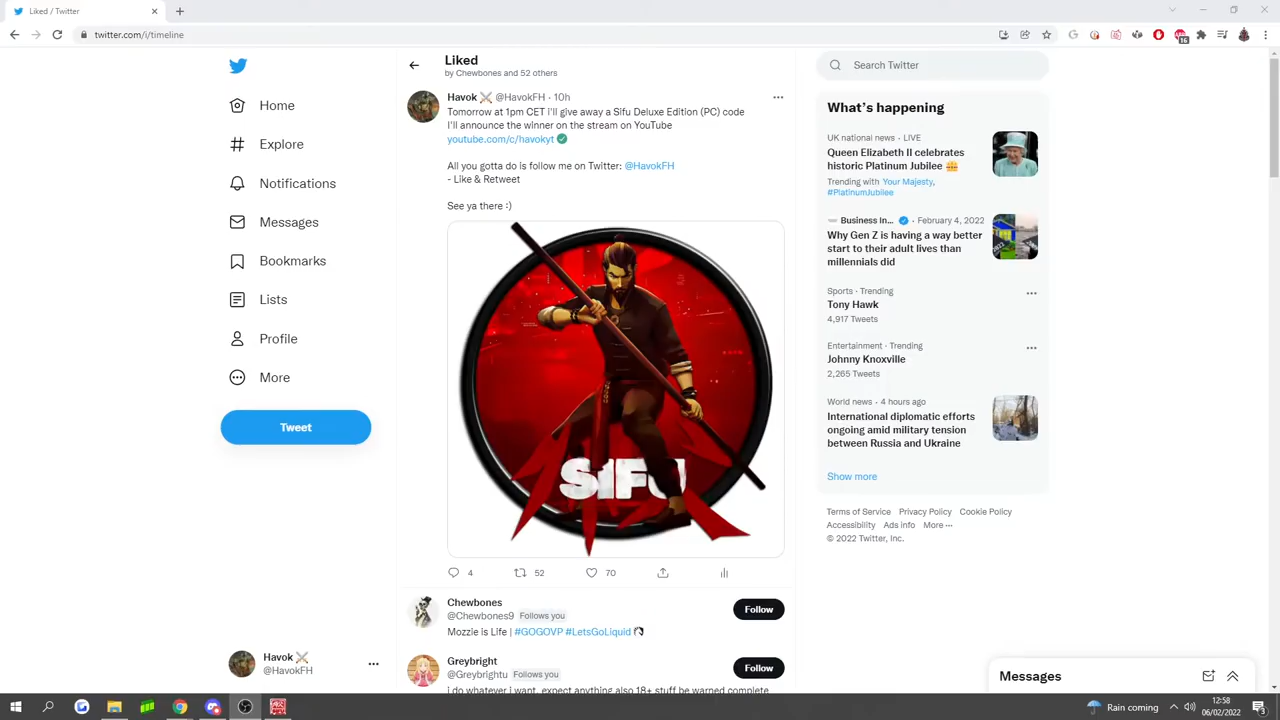 Liked / Twitter
twitter.com/i/timeline
16
Home
Explore
Notifications
Messages
Bookmarks
Lists
Profile
More
Tweet
Havok
@HavokFH
Liked
by Chewbones and 52 others
Havok @HavokFH · 10h
Tomorrow at 1pm CET i'll give away a Sifu Deluxe Edition (PC) code
I'll announce the winner on the stream on YouTube
youtube.com/c/havokyt
All you gotta do is follow me on Twitter: @HavokFH
- Like & Retweet
See ya there :)
SIFU
4 52 70
Chewbones
@Chewbones9 Follows you
Follow
Mozzie is Life | #GOGOVP #LetsGoLiquid
Greybright
@Greybrightu Follows you
Follow
i do whatever i want, expect anything also 18+ stuff be warned complete
Search Twitter
What's happening
UK national news · LIVE
Queen Elizabeth II celebrates
historic Platinum Jubilee
Trending with Your Majesty,
#PlatinumJubilee
Business In... · February 4, 2022
Why Gen Z is having a way better
start to their adult lives than
millennials did
Sports · Trending
Tony Hawk
4,917 Tweets
Entertainment · Trending
Johnny Knoxville
2,265 Tweets
World news · 4 hours ago
International diplomatic efforts
ongoing amid military tension
between Russia and Ukraine
Show more
Terms of Service Privacy Policy Cookie Policy
Accessibility Ads info More ···
© 2022 Twitter, Inc.
Messages
Rain coming
12:58
06/02/2022
3